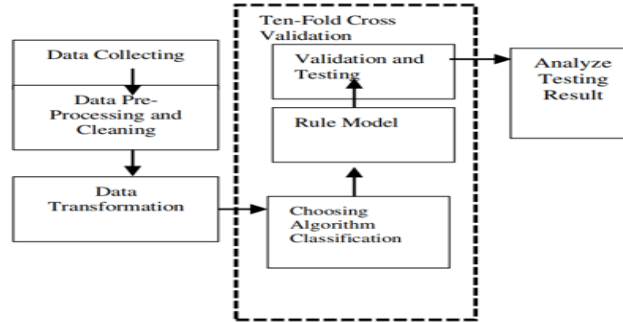 Data Collecting
Data Pre-
Processing and
Cleaning
Data
Transformation
Ten-Fold Cross
Validation
Validation and
Testing
Rule Model
Choosing
Algorithm
Classification
Analyze
Testing
Result